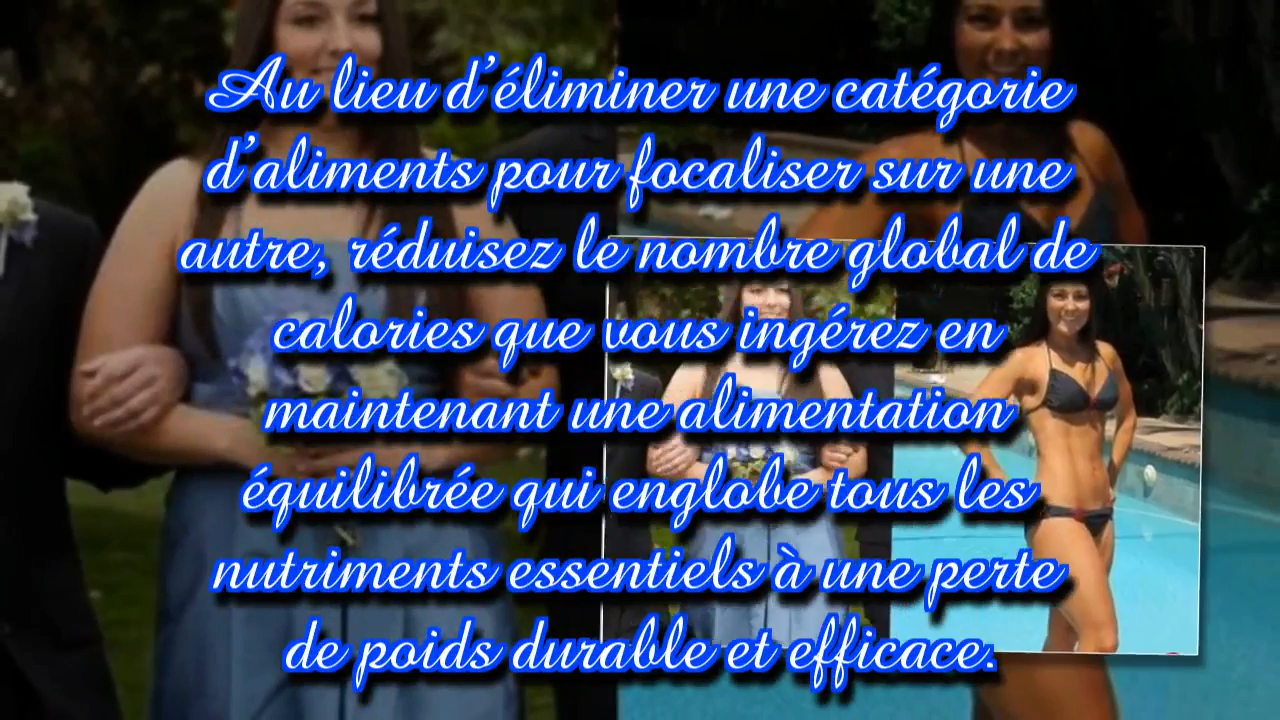 Au lieu d’éliminer une catégorie
d’aliments pour focaliser sur une
autre, réduisez le nombre global de
calories que vous ingérez en
maintenant une alimentation
équilibrée qui englobe tous les
nutriments essentiels à une perte
de poids durable et efficace.